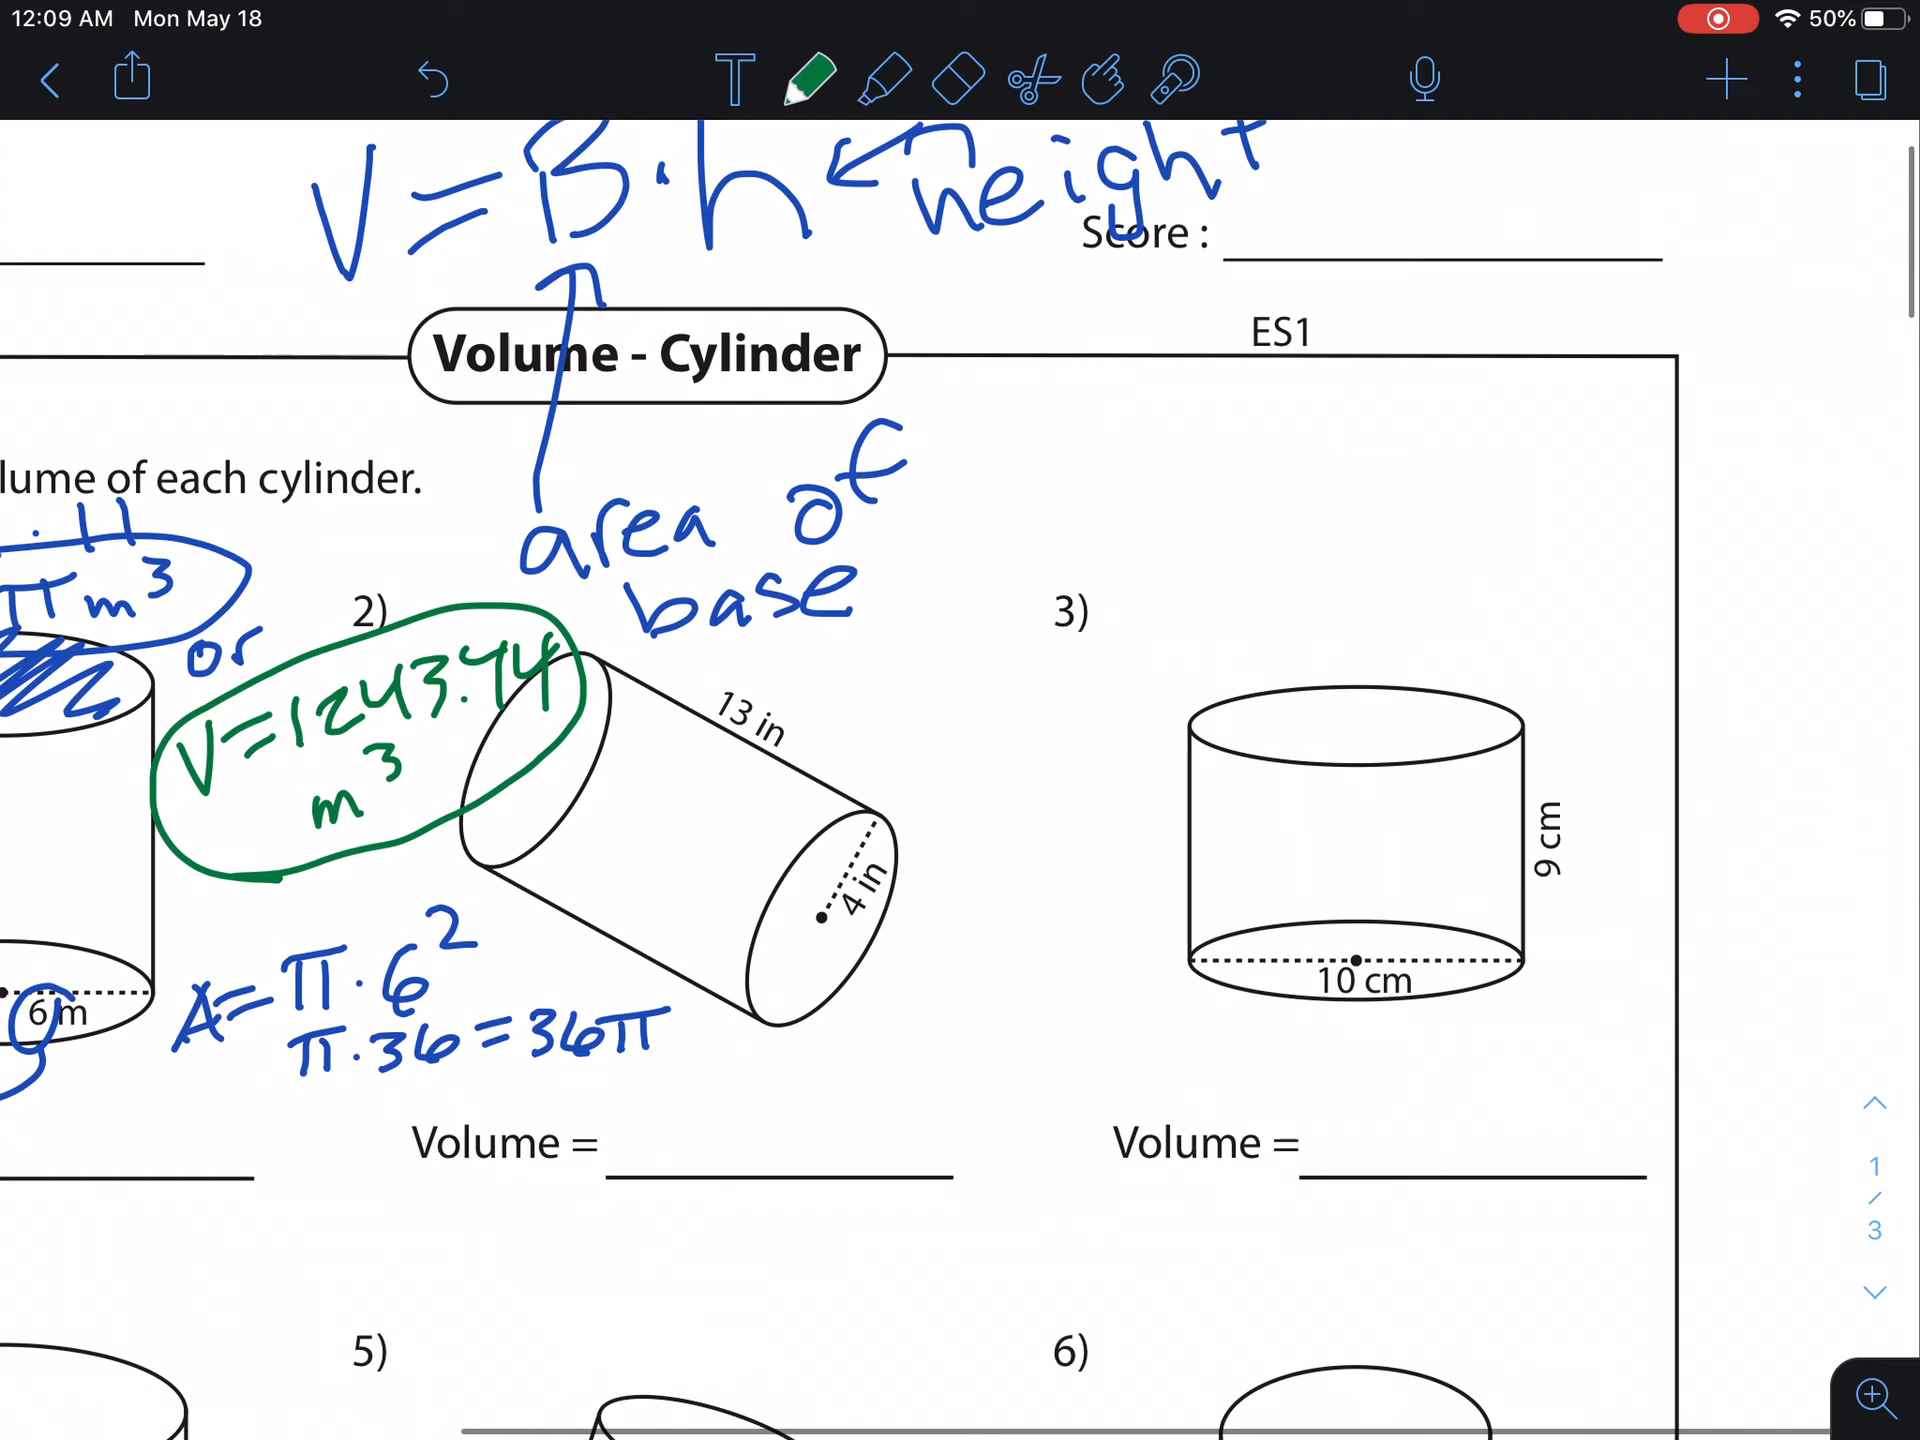 12:09 AM Mon May 18
50%
V = B · h ← height
Score :
Volume - Cylinder
ES1
lume of each cylinder.
area of
base
. 11
π m³
or
2)
V = 1243.44
m³
13 in
4 in
3)
9 cm
10 cm
6 m
A = π · 6²
π · 36 = 36π
Volume =
Volume =
1
/
3
5)
6)